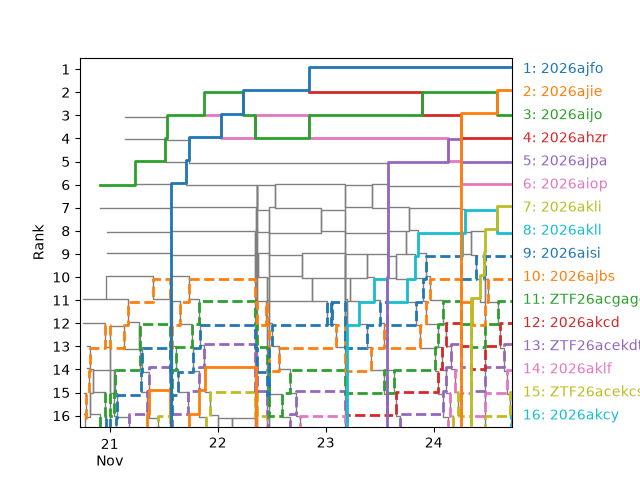 1
2
3
4
5
6
7
8
9
10
11
12
13
14
15
16
Rank
21
22
23
24
Nov
1: 2026ajfo
2: 2026ajie
3: 2026aijo
4: 2026ahzr
5: 2026ajpa
6: 2026aiop
7: 2026akli
8: 2026akll
9: 2026aisi
10: 2026ajbs
11: ZTF26acgag
12: 2026akcd
13: ZTF26acekdt
14: 2026aklf
15: ZTF26acekcs
16: 2026akcy